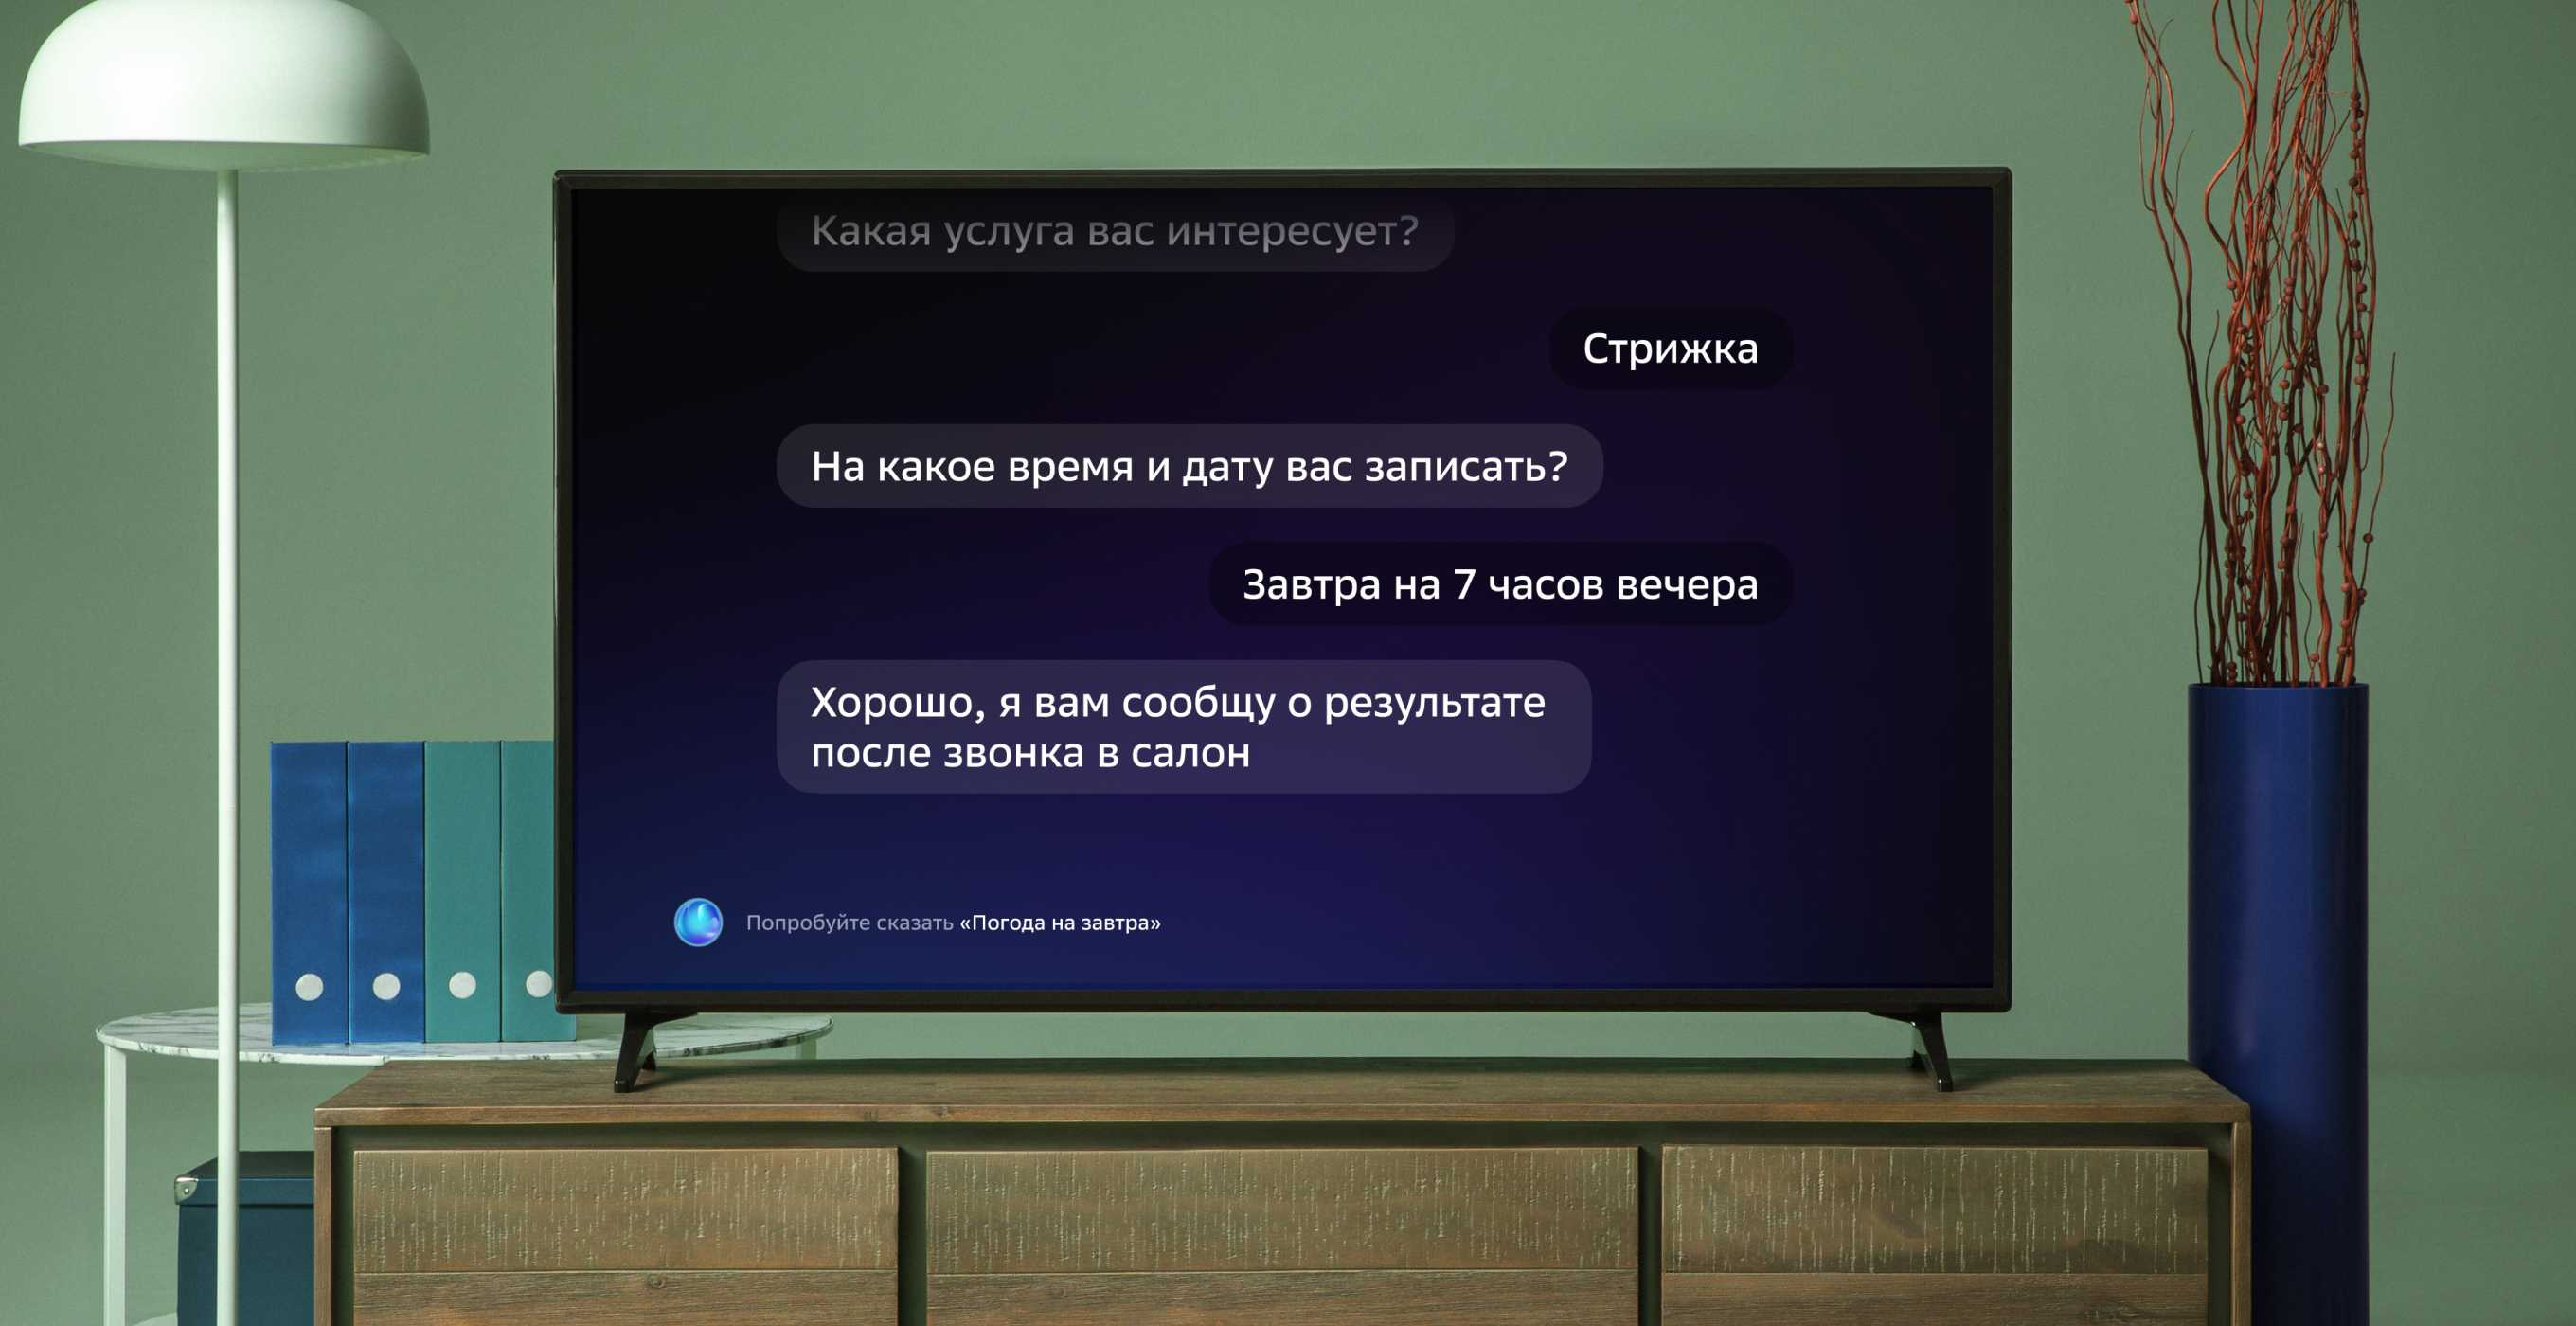 Какая услуга вас интересует?
Стрижка
На какое время и дату вас записать?
Завтра на 7 часов вечера
Хорошо, я вам сообщу о результате
после звонка в салон
Попробуйте сказать «Погода на завтра»